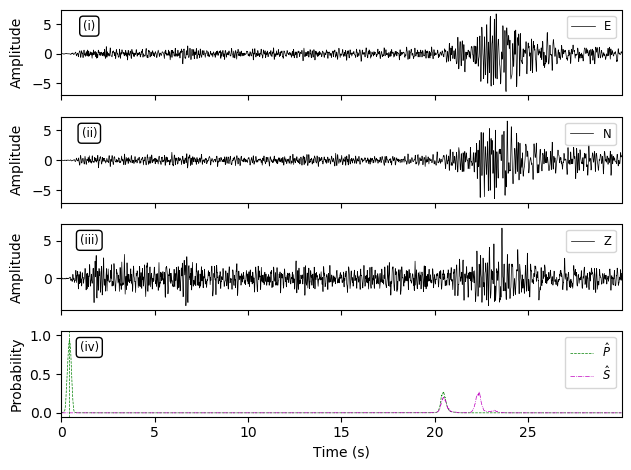 (i)
E
Amplitude
5
0
−5
(ii)
N
Amplitude
5
0
−5
(iii)
Z
Amplitude
5
0
(iv)
P̂
Ŝ
Probability
1.0
0.5
0.0
0 5 10 15 20 25
Time (s)